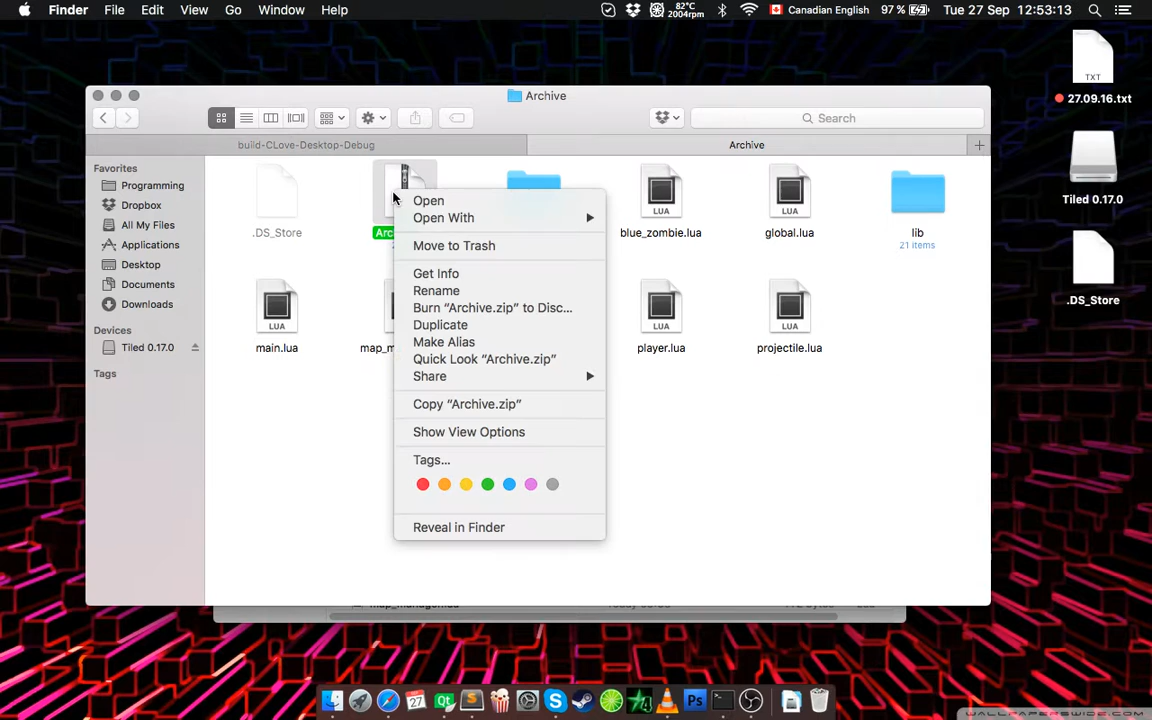 Finder File Edit View Go Window Help
82°C
2004rpm
Canadian English 97 % Tue 27 Sep 12:53:13
TXT
27.09.16.txt
Tiled 0.17.0
.DS_Store
Archive
Search
build-CLove-Desktop-Debug
Archive
Favorites
Programming
Dropbox
All My Files
Applications
Desktop
Documents
Downloads
Devices
Tiled 0.17.0
Tags
.DS_Store
Arc
LUA
blue_zombie.lua
LUA
global.lua
lib
21 items
LUA
main.lua
map_m
LUA
player.lua
LUA
projectile.lua
Open
Open With
Move to Trash
Get Info
Rename
Burn “Archive.zip” to Disc...
Duplicate
Make Alias
Quick Look “Archive.zip”
Share
Copy “Archive.zip”
Show View Options
Tags...
Reveal in Finder
27
Qt
S
Ps
WALLPAPERSWIDE.COM